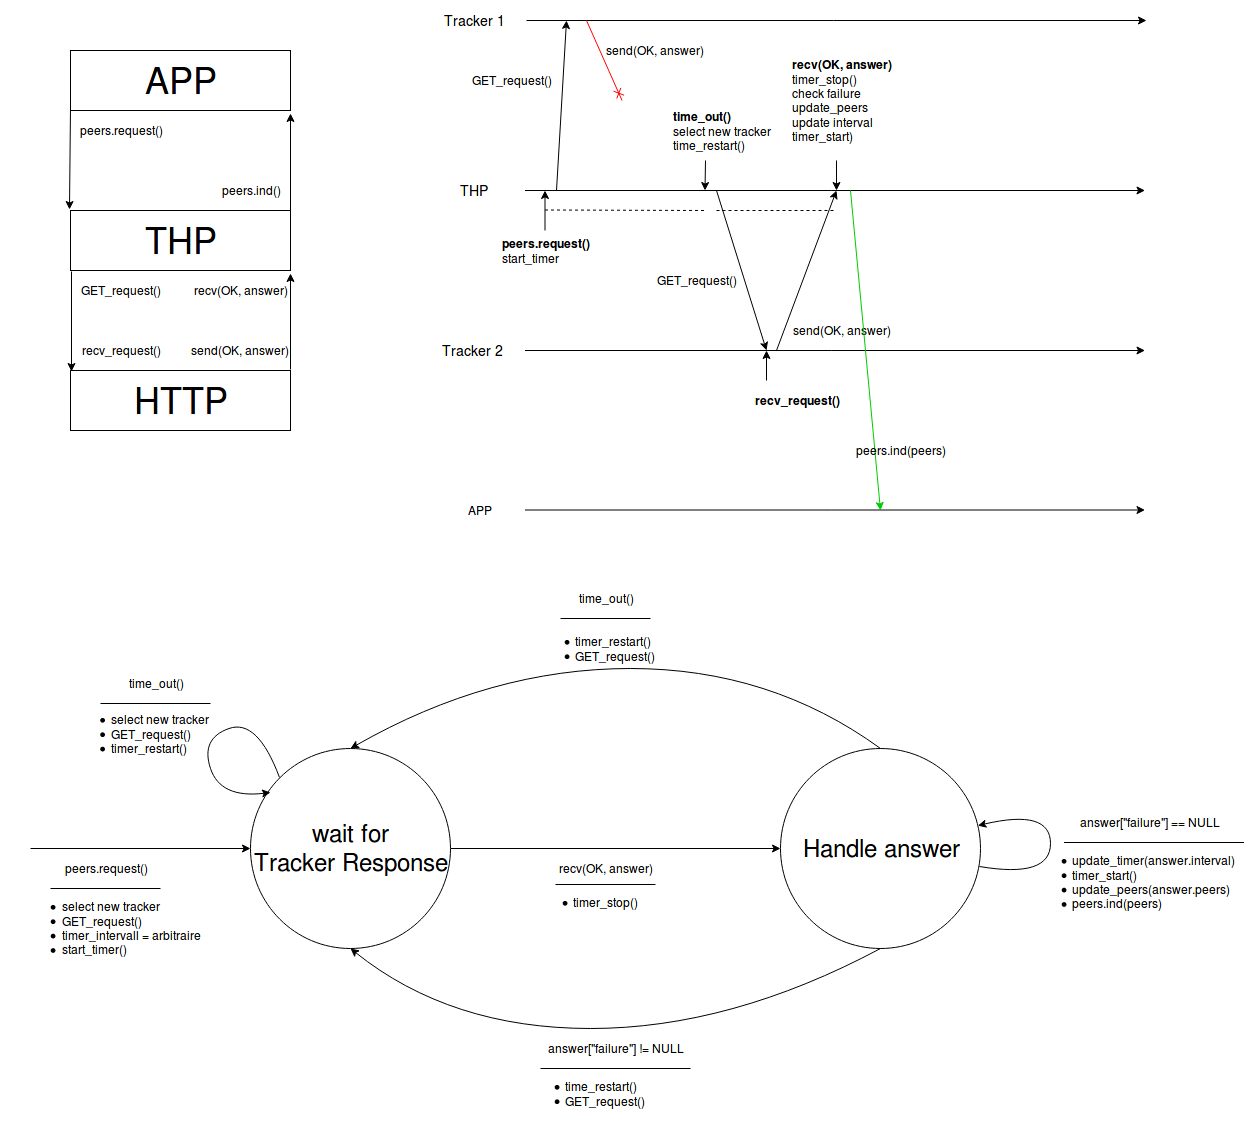 APP
peers.request()
peers.ind()
THP
GET_request()
recv(OK, answer)
recv_request()
send(OK, answer)
HTTP
Tracker 1
send(OK, answer)
GET_request()
recv(OK, answer)
timer_stop()
check failure
update_peers
update interval
timer_start)
time_out()
select new tracker
time_restart()
THP
peers.request()
start_timer
GET_request()
send(OK, answer)
Tracker 2
recv_request()
peers.ind(peers)
APP
time_out()
• timer_restart()
• GET_request()
time_out()
• select new tracker
• GET_request()
• timer_restart()
wait for
Tracker Response
Handle answer
peers.request()
• select new tracker
• GET_request()
• timer_intervall = arbitraire
• start_timer()
recv(OK, answer)
• timer_stop()
answer["failure"] == NULL
• update_timer(answer.interval)
• timer_start()
• update_peers(answer.peers)
• peers.ind(peers)
answer["failure"] != NULL
• time_restart()
• GET_request()